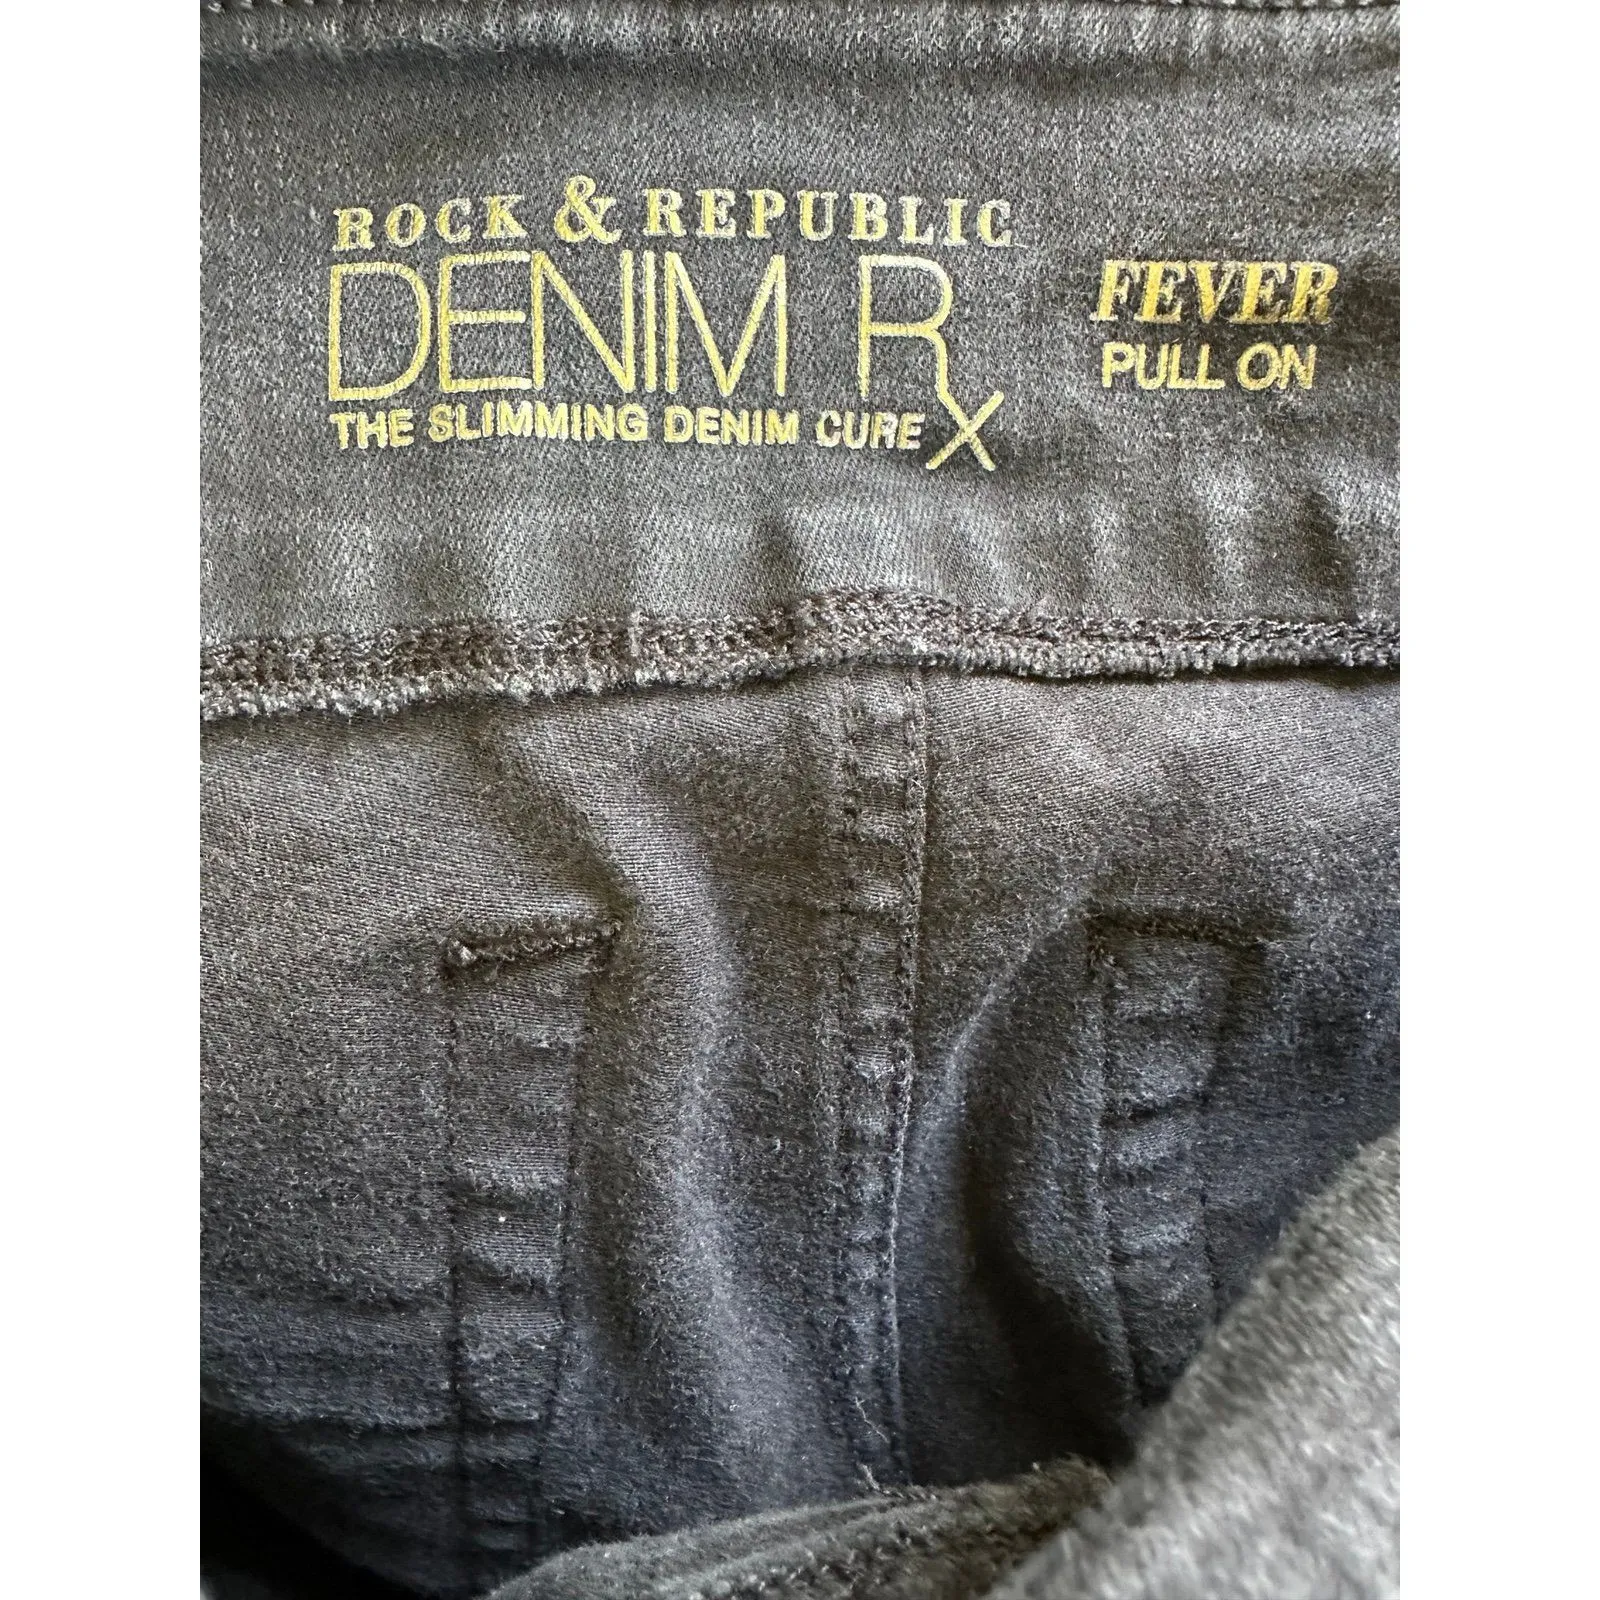 ROCK & REPUBLIC
DENIM Rx
THE SLIMMING DENIM CURE
FEVER
PULL ON